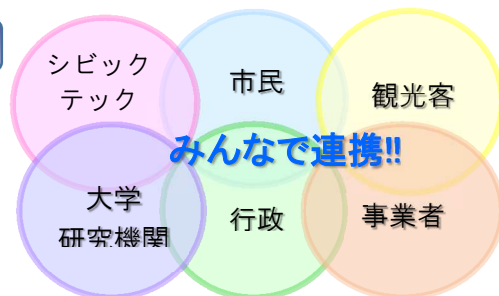 シビック
テック
市民
観光客
みんなで連携!!
大学
研究機関
行政
事業者